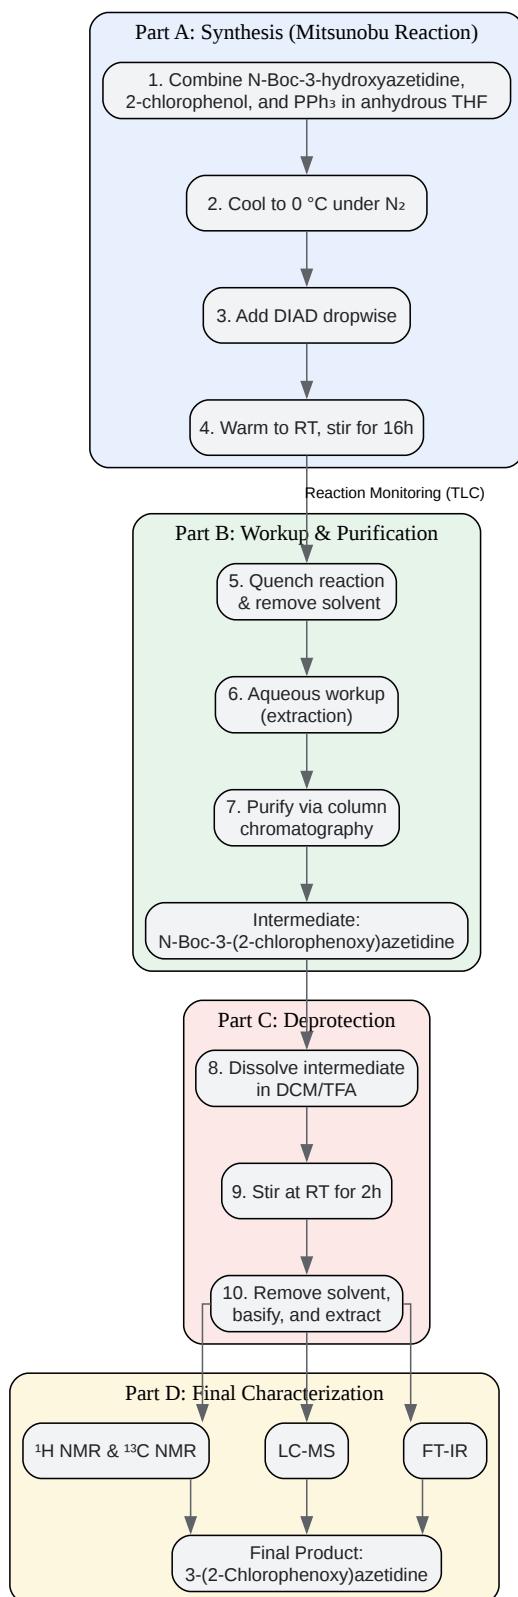 Part A: Synthesis (Mitsunobu Reaction)
1. Combine N-Boc-3-hydroxyazetidine,
2-chlorophenol, and PPh₃ in anhydrous THF
2. Cool to 0 °C under N₂
3. Add DIAD dropwise
4. Warm to RT, stir for 16h
Reaction Monitoring (TLC)
Part B: Workup & Purification
5. Quench reaction
& remove solvent
6. Aqueous workup
(extraction)
7. Purify via column
chromatography
Intermediate:
N-Boc-3-(2-chlorophenoxy)azetidine
Part C: Deprotection
8. Dissolve intermediate
in DCM/TFA
9. Stir at RT for 2h
10. Remove solvent,
basify, and extract
Part D: Final Characterization
¹H NMR & ¹³C NMR
LC-MS
FT-IR
Final Product:
3-(2-Chlorophenoxy)azetidine